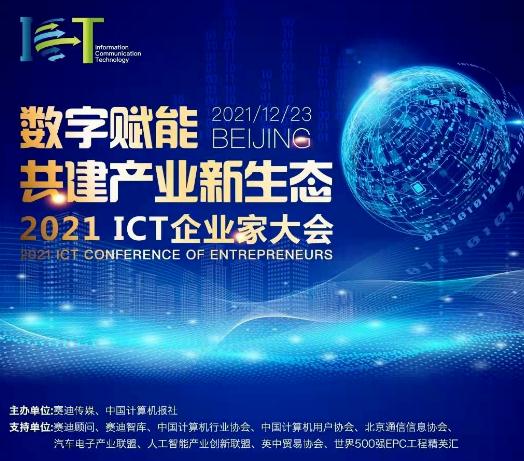 ICT
Information
Communication
Technology
数字赋能 2021/12/23
BEIJING
共建产业新生态
2021 ICT企业家大会
2021 ICT CONFERENCE OF ENTREPRENEURS
主办单位:赛迪传媒、中国计算机报社
支持单位:赛迪顾问、赛迪智库、中国计算机行业协会、中国计算机用户协会、北京通信信息协会、
汽车电子产业联盟、人工智能产业创新联盟、英中贸易协会、世界500强EPC工程精英汇